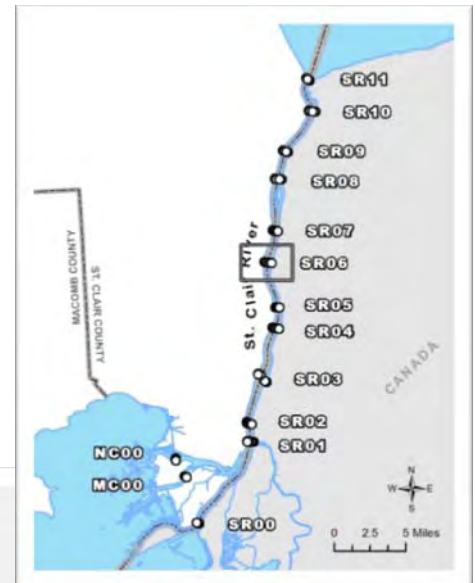 SR11
SR10
SR09
SR08
SR07
SR06
SR05
SR04
SR03
SR02
SR01
SR00
NC00
MC00
MACOMB COUNTY
ST. CLAIR COUNTY
St. Clair River
CANADA
N
W E
S
0 2.5 5 Miles